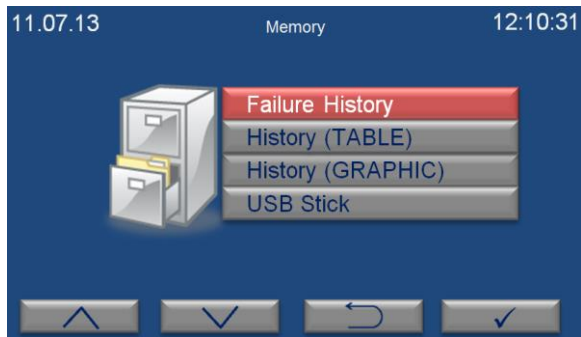 11.07.13 Memory 12:10:31
Failure History
History (TABLE)
History (GRAPHIC)
USB Stick